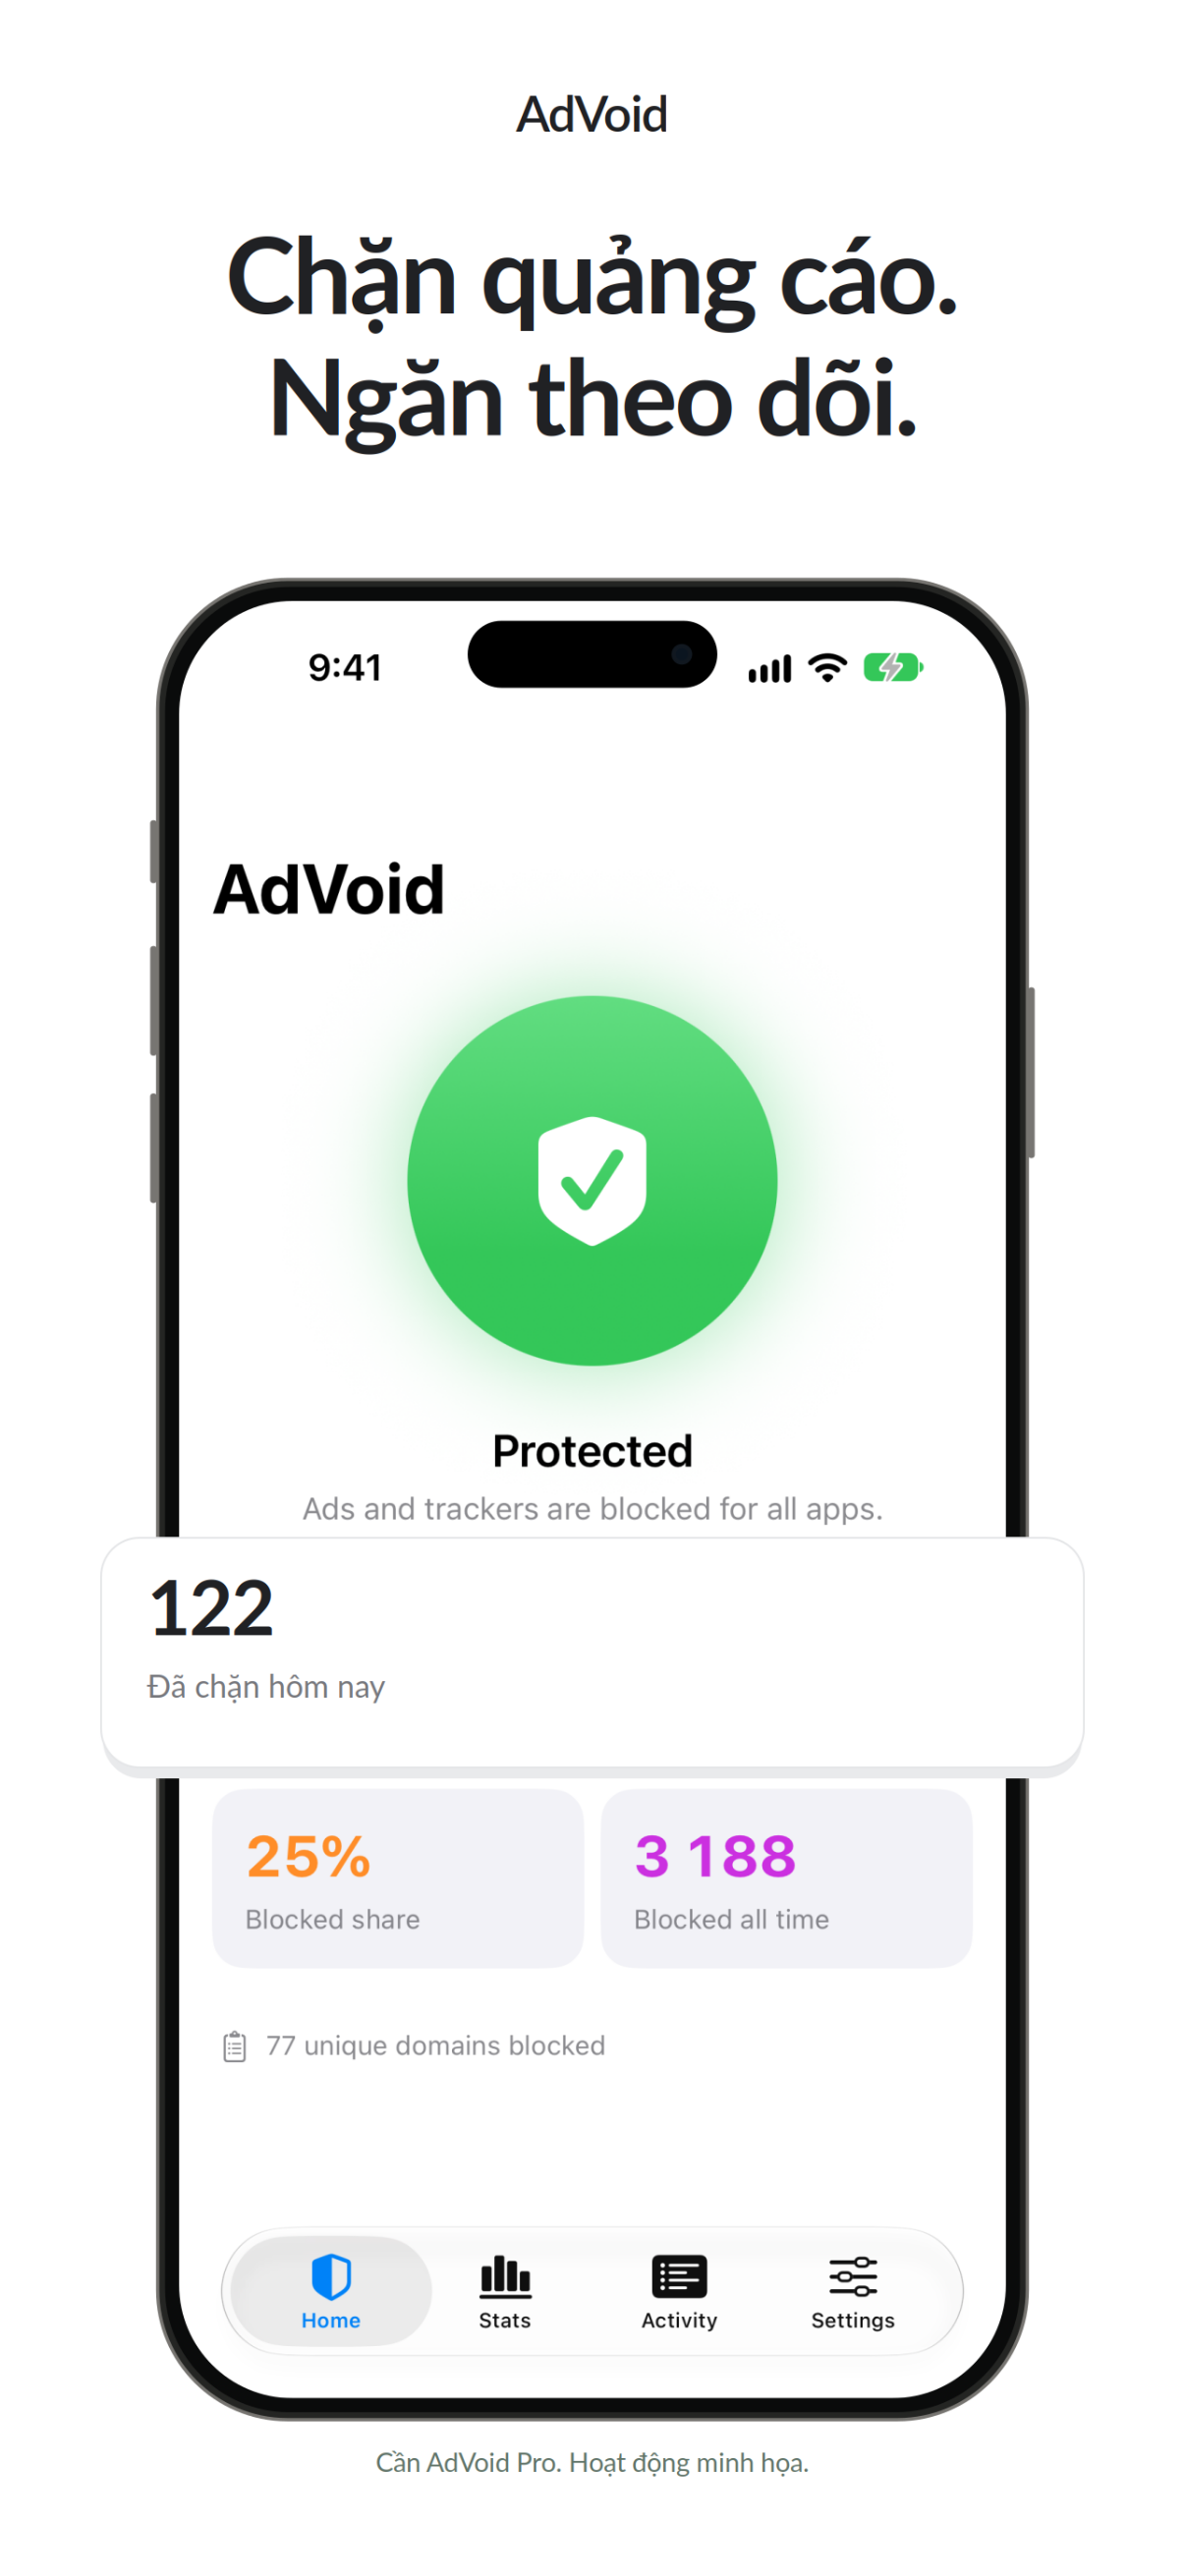 AdVoid
Chặn quảng cáo.
Ngăn theo dõi.
9:41
AdVoid
Protected
Ads and trackers are blocked for all apps.
122
Đã chặn hôm nay
25%
Blocked share
3 188
Blocked all time
77 unique domains blocked
Home
Stats
Activity
Settings
Cần AdVoid Pro. Hoạt động minh họa.